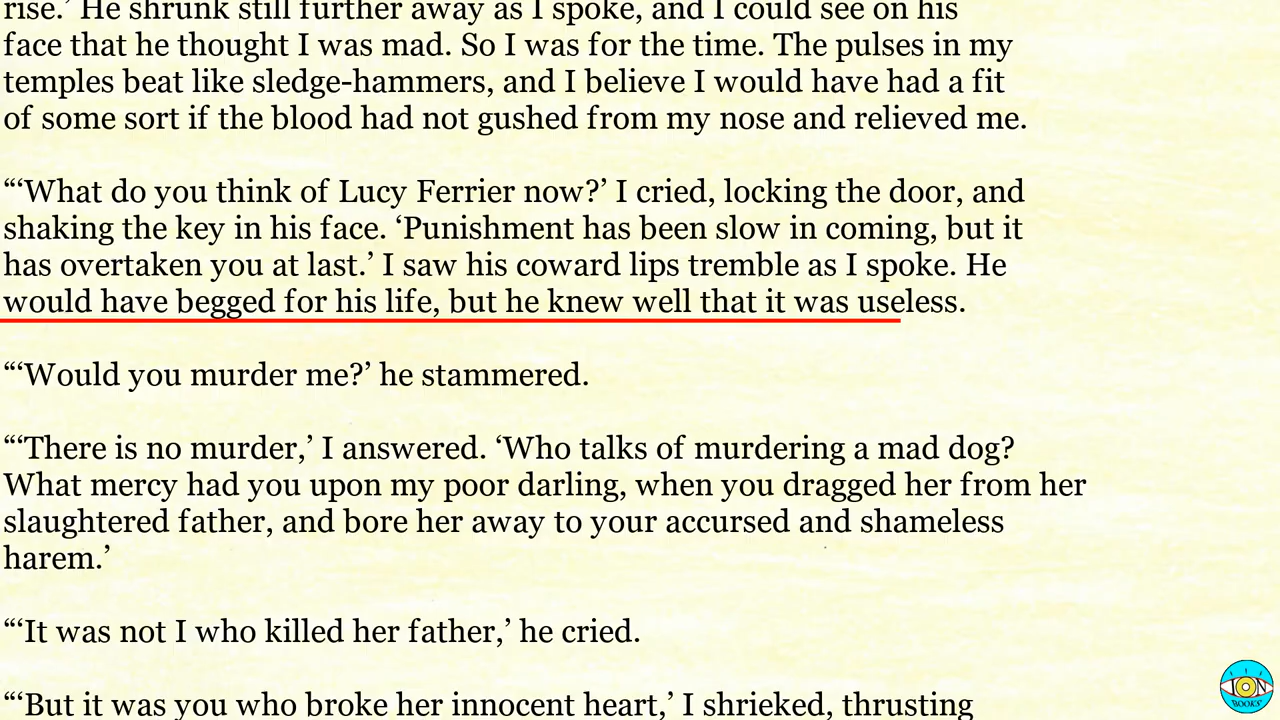 rise.’ He shrunk still further away as I spoke, and I could see on his
face that he thought I was mad. So I was for the time. The pulses in my
temples beat like sledge-hammers, and I believe I would have had a fit
of some sort if the blood had not gushed from my nose and relieved me.
“‘What do you think of Lucy Ferrier now?’ I cried, locking the door, and
shaking the key in his face. ‘Punishment has been slow in coming, but it
has overtaken you at last.’ I saw his coward lips tremble as I spoke. He
would have begged for his life, but he knew well that it was useless.
“‘Would you murder me?’ he stammered.
“‘There is no murder,’ I answered. ‘Who talks of murdering a mad dog?
What mercy had you upon my poor darling, when you dragged her from her
slaughtered father, and bore her away to your accursed and shameless
harem.’
“‘It was not I who killed her father,’ he cried.
“‘But it was you who broke her innocent heart,’ I shrieked, thrusting
ION
BOOKS